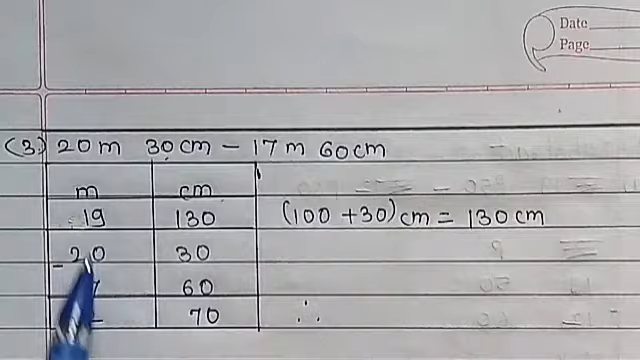 Date
Page
(3) 20 m 30 cm - 17 m 60 cm
m cm
19 130 (100 + 30) cm = 130 cm
- 20 30
60
70 ∴